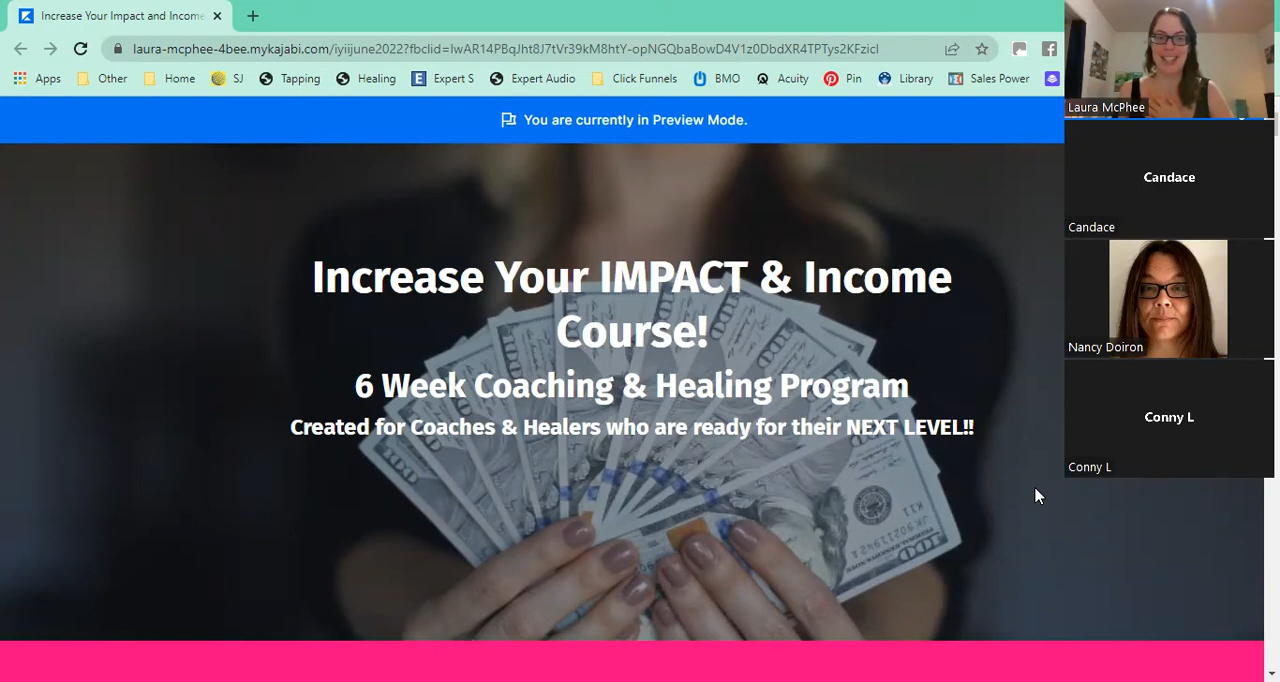 Increase Your Impact and Income
laura-mcphee-4bee.mykajabi.com/iyiijune2022?fbclid=IwAR14PBqJht8J7tVr39kM8htY-opNGQbaBowD4V1z0DbdXR4TPTys2KFzicl
Apps Other Home SJ Tapping Healing Expert S Expert Audio Click Funnels BMO Acuity Pin Library Sales Power
You are currently in Preview Mode.
Increase Your IMPACT & Income
Course!
6 Week Coaching & Healing Program
Created for Coaches & Healers who are ready for their NEXT LEVEL!!
Laura McPhee
Candace
Candace
Nancy Doiron
Conny L
Conny L
100
100